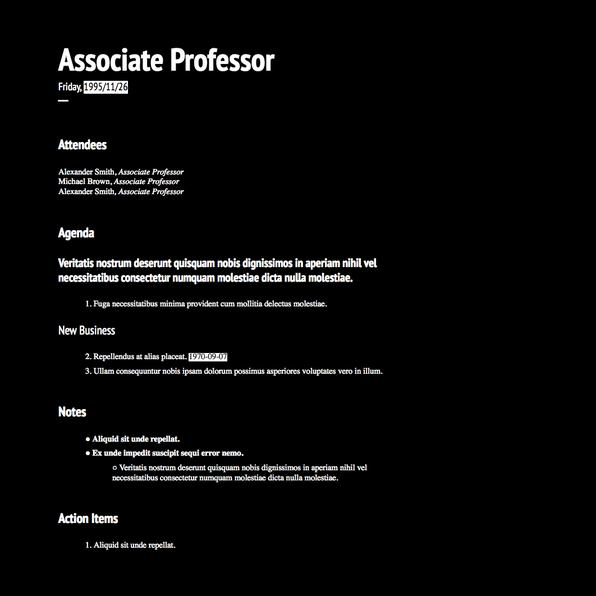 Associate Professor
Friday, 1995/11/26
Attendees
Alexander Smith, Associate Professor
Michael Brown, Associate Professor
Alexander Smith, Associate Professor
Agenda
Veritatis nostrum deserunt quisquam nobis dignissimos in aperiam nihil vel
necessitatibus consectetur numquam molestiae dicta nulla molestiae.
1. Fuga necessitatibus minima provident cum mollitia delectus molestiae.
New Business
2. Repellendus at alias placeat. 1970-09-07
3. Ullam consequuntur nobis ipsam dolorum possimus asperiores voluptates vero in illum.
Notes
● Aliquid sit unde repellat.
● Ex unde impedit suscipit sequi error nemo.
○ Veritatis nostrum deserunt quisquam nobis dignissimos in aperiam nihil vel
necessitatibus consectetur numquam molestiae dicta nulla molestiae.
Action Items
1. Aliquid sit unde repellat.